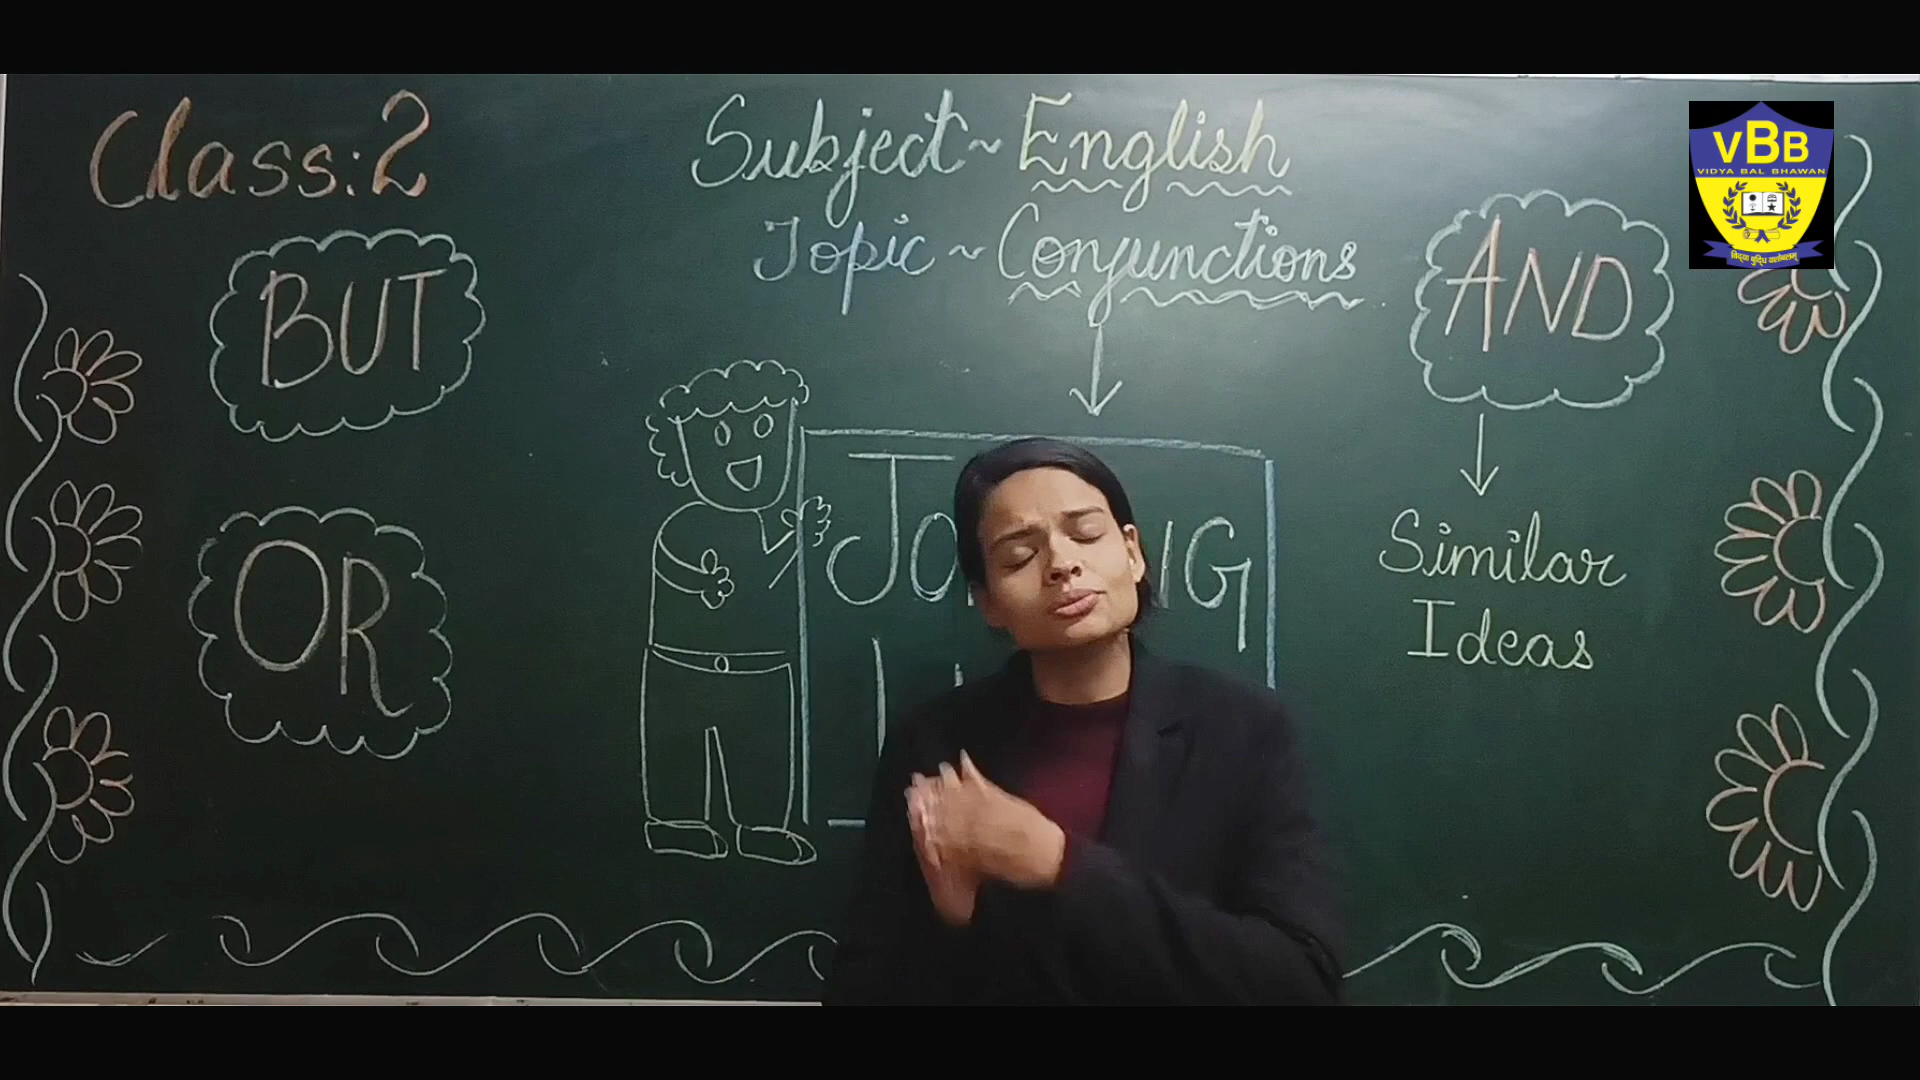 Class:2
Subject~English
Topic~Conjunctions
BUT
AND
OR
Similar
Ideas
VBB
VIDYA BAL BHAWAN